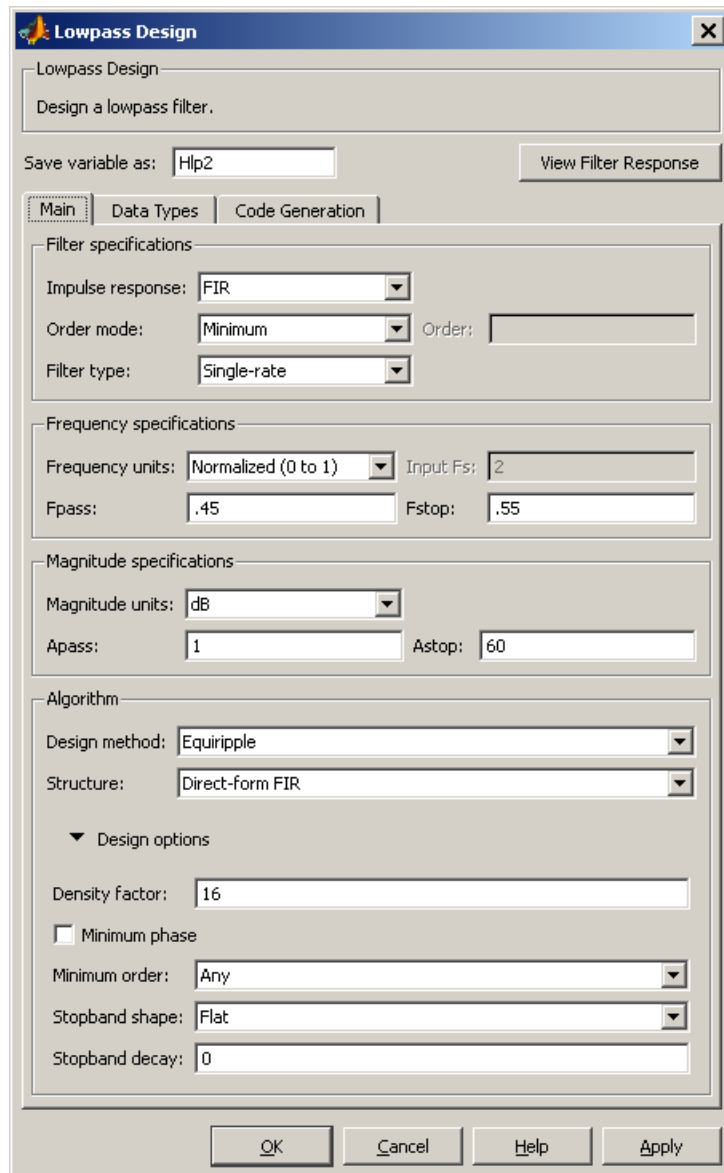 Lowpass Design
Lowpass Design
Design a lowpass filter.
Save variable as: Hlp2 View Filter Response
Main Data Types Code Generation
Filter specifications
Impulse response: FIR
Order mode: Minimum Order:
Filter type: Single-rate
Frequency specifications
Frequency units: Normalized (0 to 1) Input Fs: 2
Fpass: .45 Fstop: .55
Magnitude specifications
Magnitude units: dB
Apass: 1 Astop: 60
Algorithm
Design method: Equiripple
Structure: Direct-form FIR
Design options
Density factor: 16
Minimum phase
Minimum order: Any
Stopband shape: Flat
Stopband decay: 0
OK Cancel Help Apply